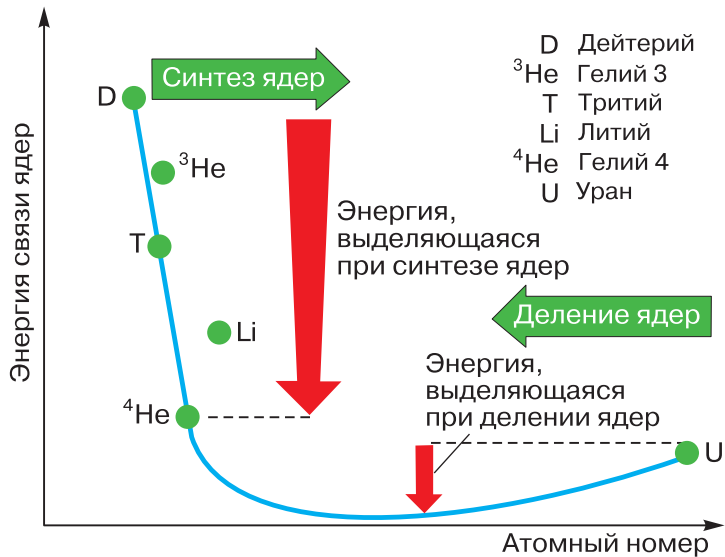 D Дейтерий
³He Гелий 3
T Тритий
Li Литий
⁴He Гелий 4
U Уран
Синтез ядер
D
³He
T
Li
⁴He
Энергия,
выделяющаяся
при синтезе ядер
Деление ядер
Энергия,
выделяющаяся
при делении ядер
U
Энергия связи ядер
Атомный номер